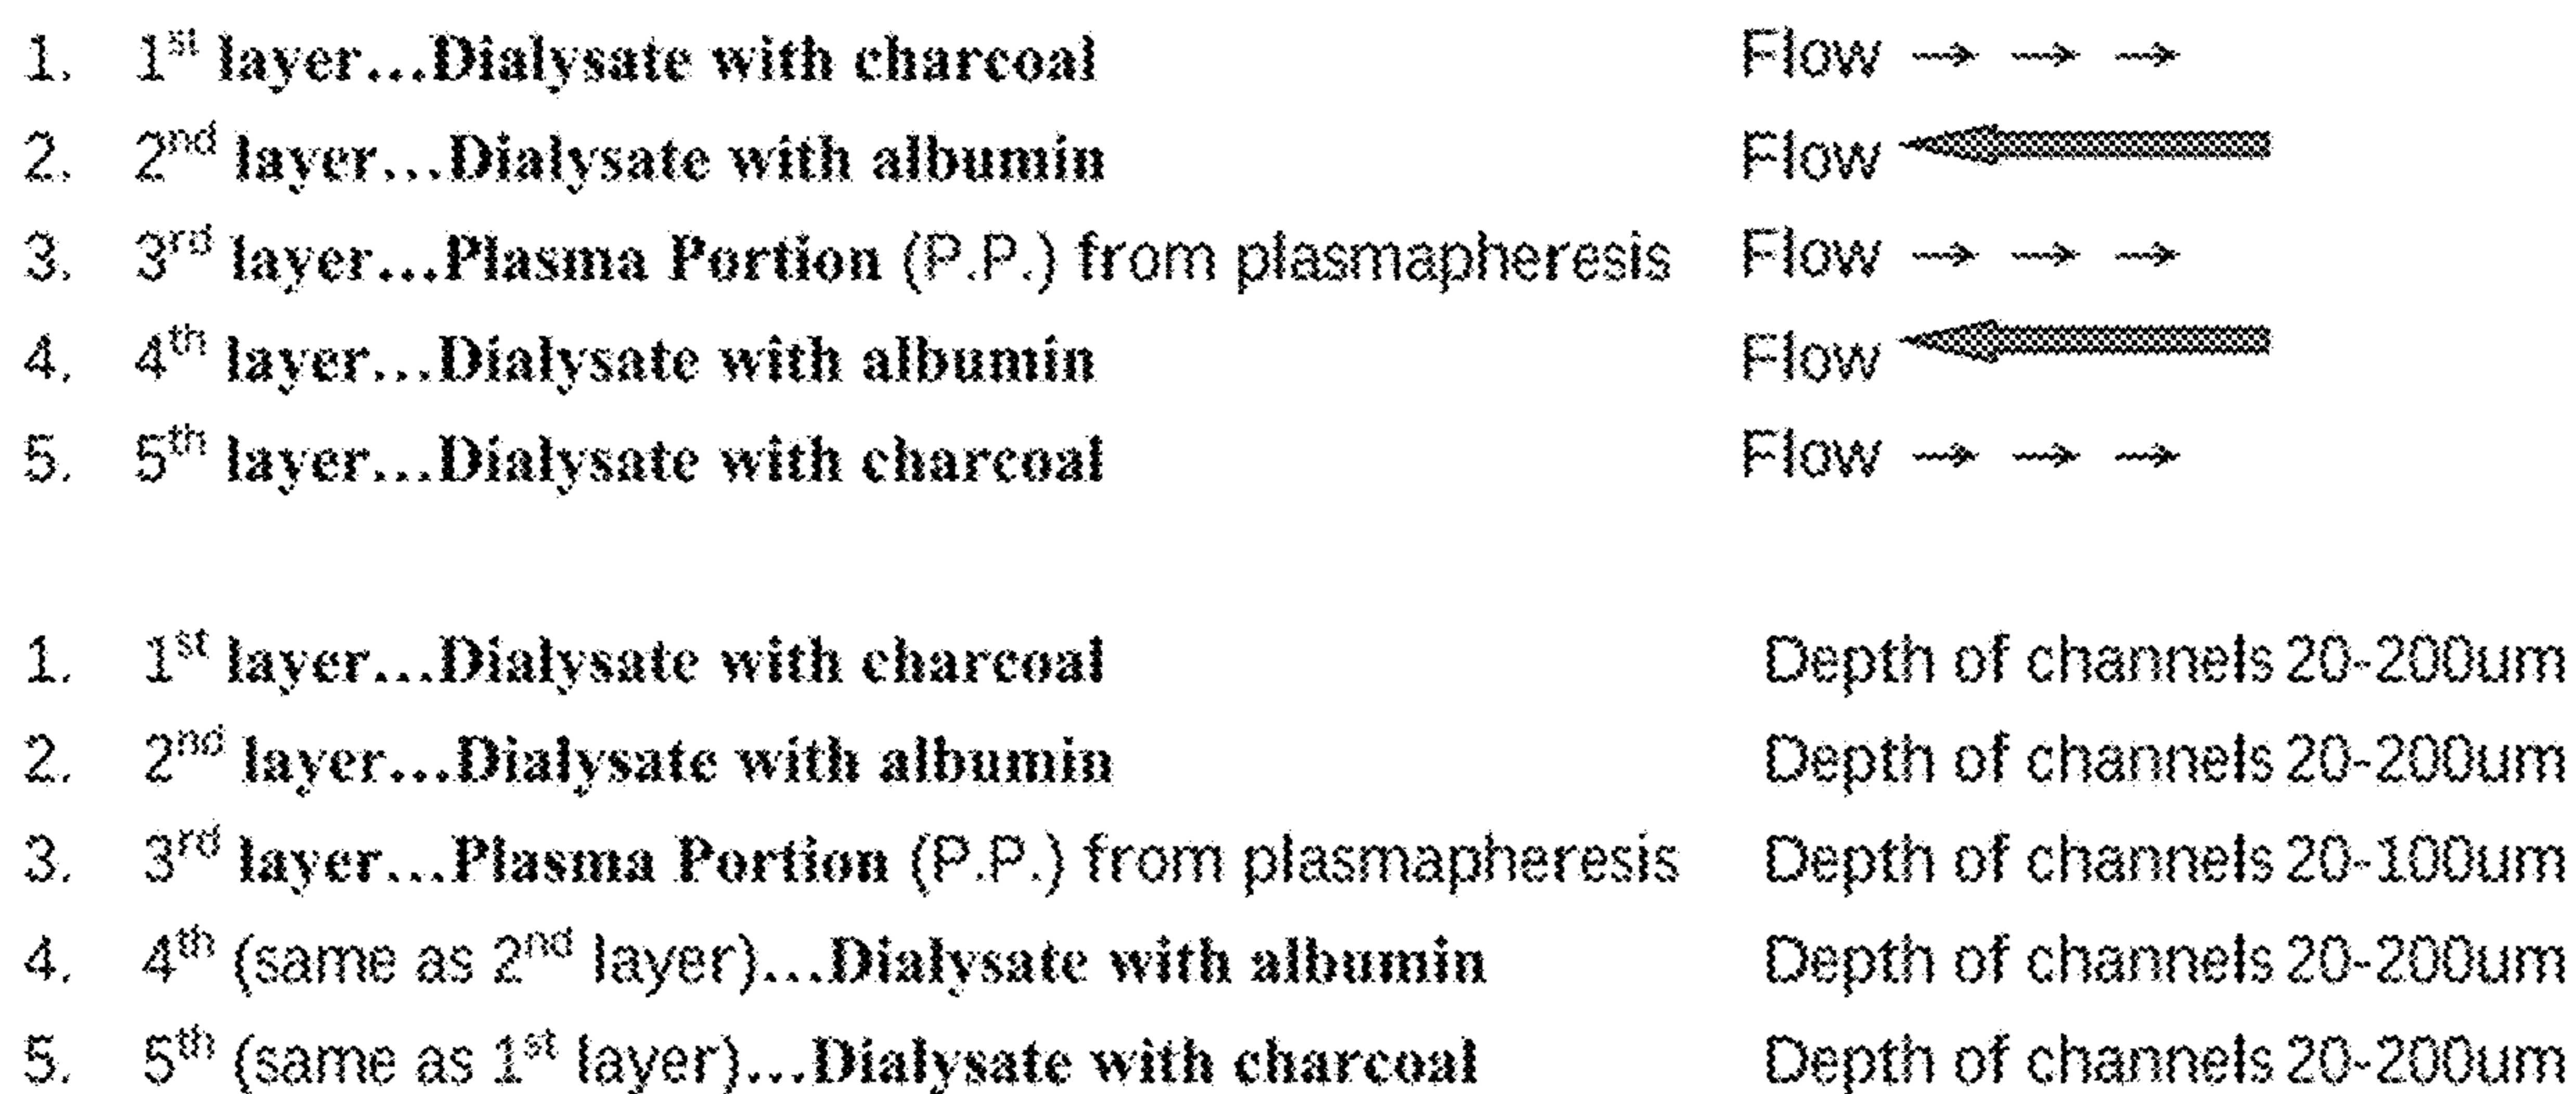 1. 1st layer...Dialysate with charcoal Flow → → →
2. 2nd layer...Dialysate with albumin Flow ←
3. 3rd layer...Plasma Portion (P.P.) from plasmapheresis Flow → → →
4. 4th layer...Dialysate with albumin Flow ←
5. 5th layer...Dialysate with charcoal Flow → → →
1. 1st layer...Dialysate with charcoal Depth of channels 20-200um
2. 2nd layer...Dialysate with albumin Depth of channels 20-200um
3. 3rd layer...Plasma Portion (P.P.) from plasmapheresis Depth of channels 20-100um
4. 4th (same as 2nd layer)...Dialysate with albumin Depth of channels 20-200um
5. 5th (same as 1st layer)...Dialysate with charcoal Depth of channels 20-200um